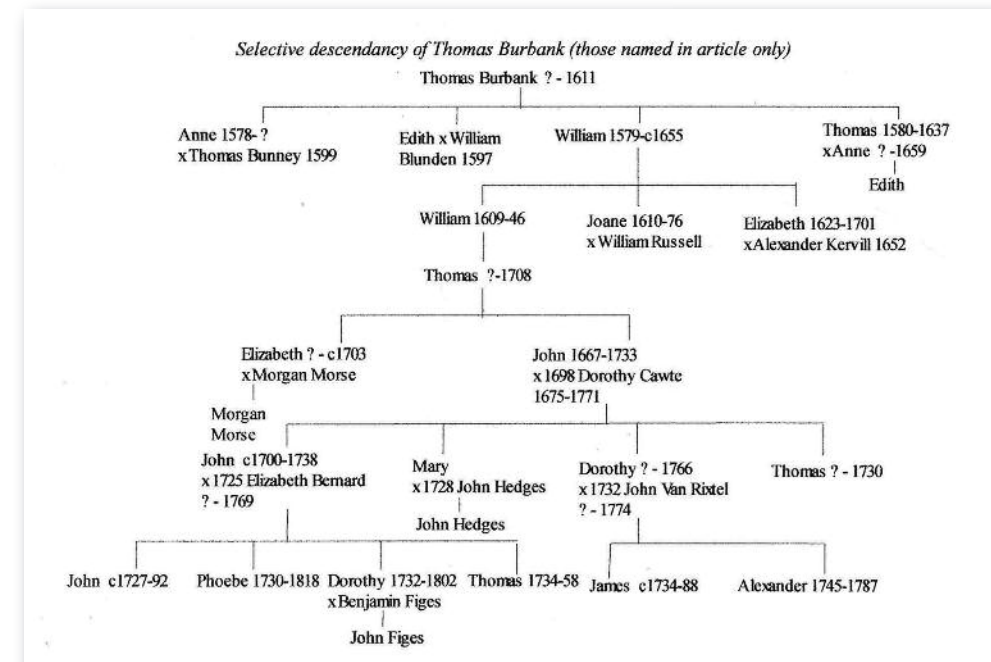 Selective descendancy of Thomas Burbank (those named in article only)
Thomas Burbank ? - 1611
Anne 1578- ?
xThomas Bunney 1599
Edith x William
Blunden 1597
William 1579-c1655
Thomas 1580-1637
xAnne ? -1659
Edith
William 1609-46
Joane 1610-76
x William Russell
Elizabeth 1623-1701
xAlexander Kervill 1652
Thomas ?-1708
Elizabeth ? - c1703
xMorgan Morse
Morgan
Morse
John 1667-1733
x 1698 Dorothy Cawte
1675-1771
John c1700-1738
x 1725 Elizabeth Bernard
? - 1769
Mary
x 1728 John Hedges
John Hedges
Dorothy ? - 1766
x 1732 John Van Rixtel
? - 1774
Thomas ? - 1730
John c1727-92
Phoebe 1730-1818
Dorothy 1732-1802
xBenjamin Figes
John Figes
Thomas 1734-58
James c1734-88
Alexander 1745-1787